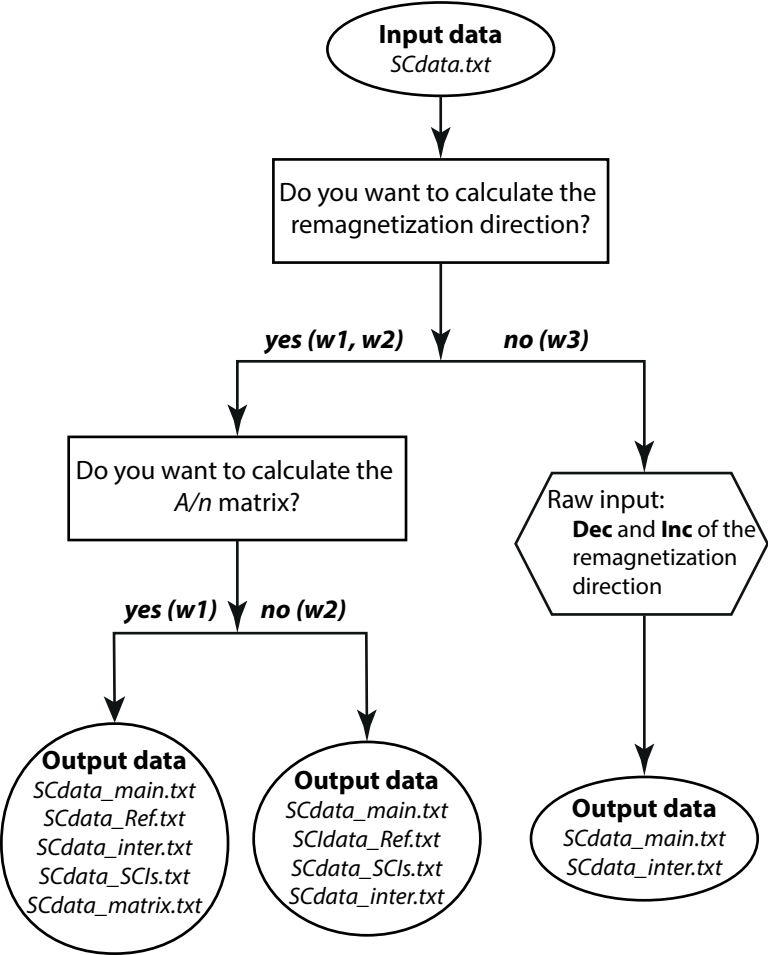 Input data
SCdata.txt
Do you want to calculate the
remagnetization direction?
yes (w1, w2)
no (w3)
Do you want to calculate the
A/n matrix?
Raw input:
Dec and Inc of the
remagnetization
direction
yes (w1)
no (w2)
Output data
SCdata_main.txt
SCdata_Ref.txt
SCdata_inter.txt
SCdata_SCIs.txt
SCdata_matrix.txt
Output data
SCdata_main.txt
SCIdata_Ref.txt
SCdata_SCIs.txt
SCdata_inter.txt
Output data
SCdata_main.txt
SCdata_inter.txt